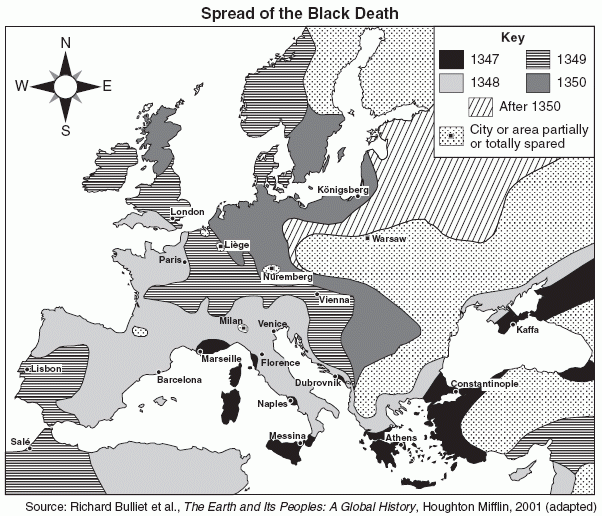 Spread of the Black Death
N
W E
S
Key
1347 1349
1348 1350
After 1350
City or area partially
or totally spared
Königsberg
London
Liège
Warsaw
Paris
Nuremberg
Vienna
Milan
Venice
Kaffa
Marseille
Florence
Lisbon
Barcelona
Dubrovnik
Constantinople
Naples
Salé
Messina
Athens
Source: Richard Bulliet et al., The Earth and Its Peoples: A Global History, Houghton Mifflin, 2001 (adapted)